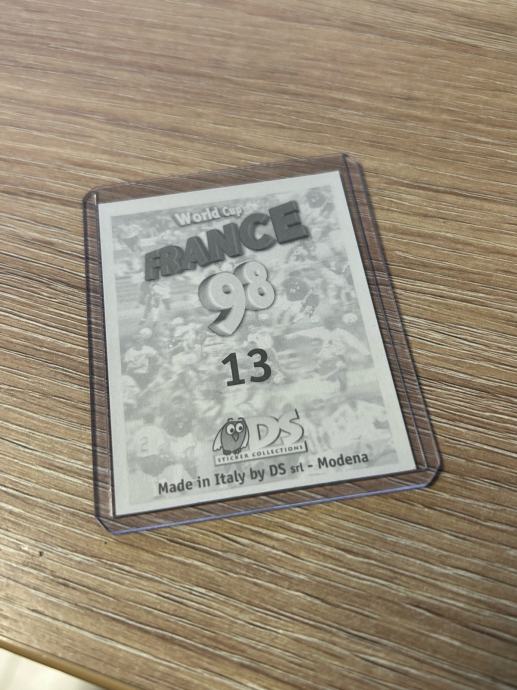 World Cup
FRANCE
98
13
DS
STICKER COLLECTIONS
Made in Italy by DS srl - Modena